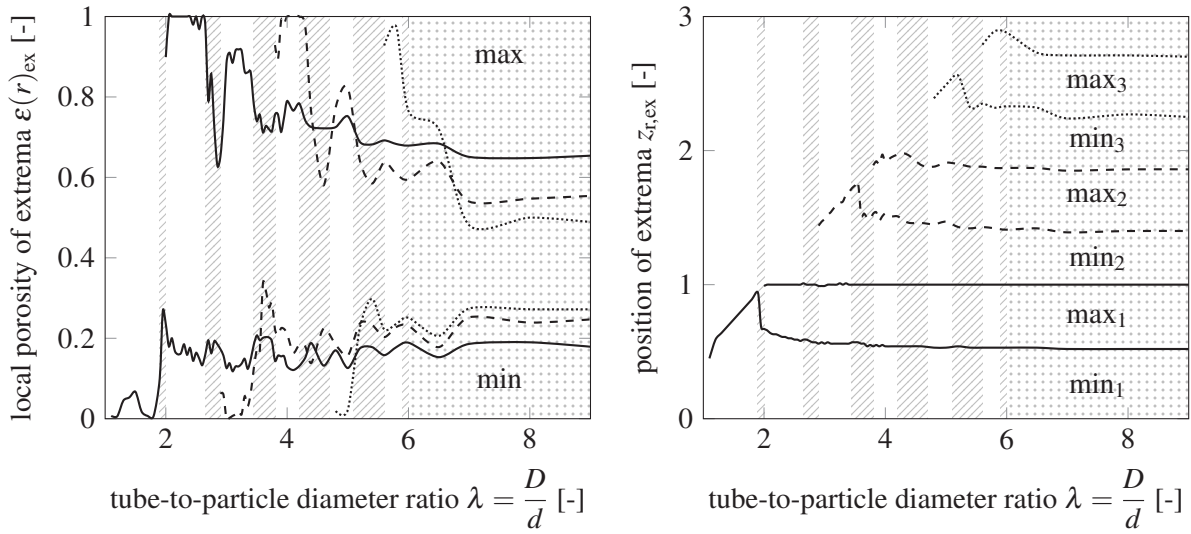 local porosity of extrema ε(r)ex [-]
1
0.8
0.6
0.4
0.2
0
max
min
2 4 6 8
tube-to-particle diameter ratio λ = D/d [-]
position of extrema zr,ex [-]
3
2
1
0
max3
min3
max2
min2
max1
min1
2 4 6 8
tube-to-particle diameter ratio λ = D/d [-]